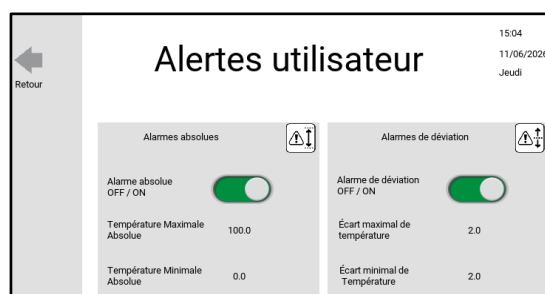 Alertes utilisateur
15:04
11/06/2026
Jeudi
Retour
Alarmes absolues
Alarme absolue
OFF / ON
Température Maximale
Absolue
100.0
Température Minimale
Absolue
0.0
Alarmes de déviation
Alarme de déviation
OFF / ON
Écart maximal de
température
2.0
Écart minimal de
Température
2.0